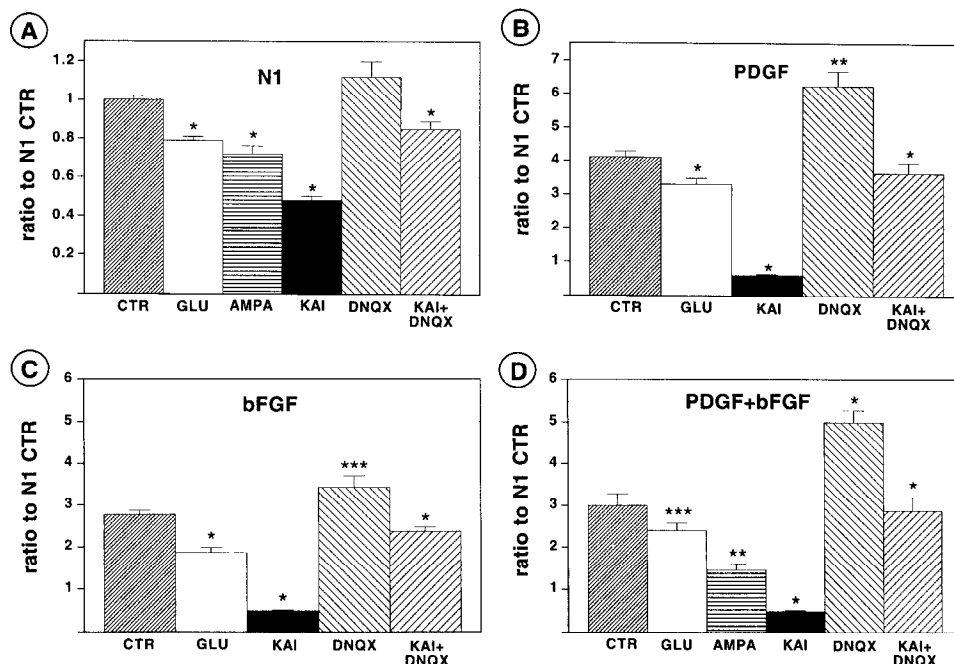 A
N1
ratio to N1 CTR
1.2
1
0.8
0.6
0.4
0.2
*
*
*
*
CTR GLU AMPA KAI DNQX KAI+
DNQX
B
PDGF
ratio to N1 CTR
7
6
5
4
3
2
1
*
*
**
*
CTR GLU KAI DNQX KAI+
DNQX
C
bFGF
ratio to N1 CTR
6
5
4
3
2
1
*
*
***
*
CTR GLU KAI DNQX KAI+
DNQX
D
PDGF+bFGF
ratio to N1 CTR
6
5
4
3
2
1
***
**
*
*
*
CTR GLU AMPA KAI DNQX KAI+
DNQX